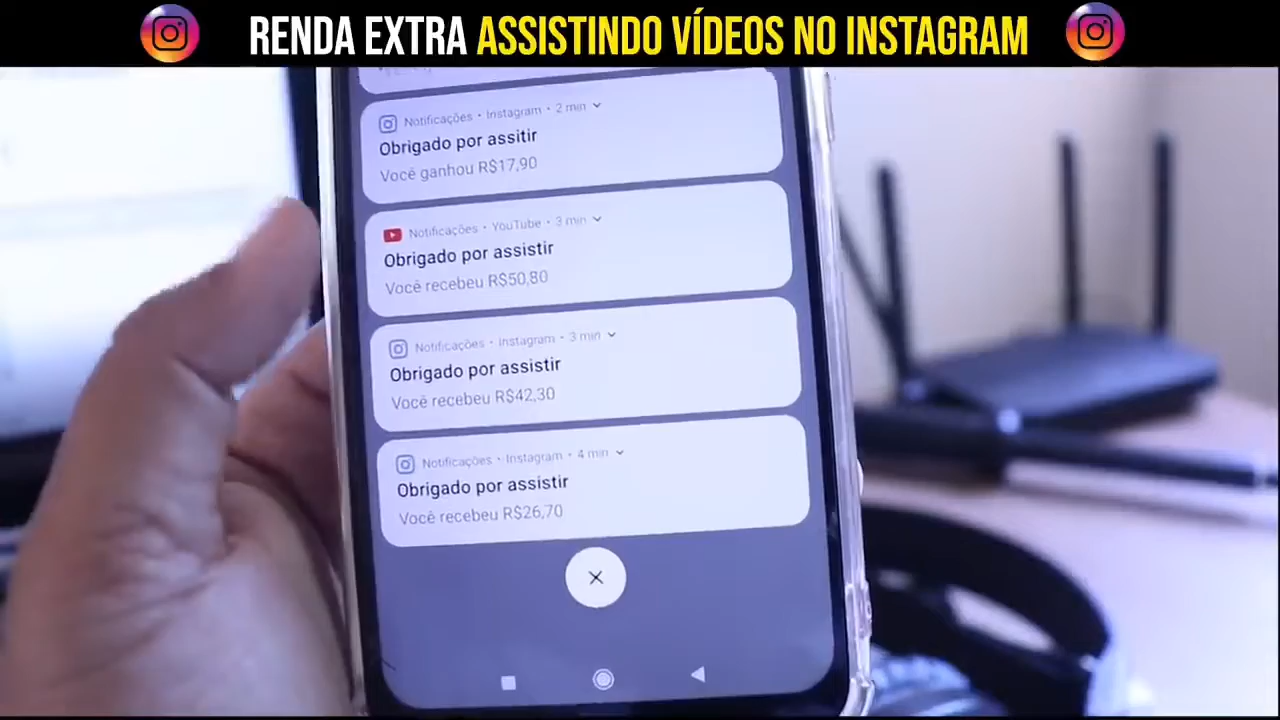 RENDA EXTRA ASSISTINDO VÍDEOS NO INSTAGRAM
Notificações • Instagram • 2 min
Obrigado por assitir
Você ganhou R$17,90
Notificações • YouTube • 3 min
Obrigado por assistir
Você recebeu R$50,80
Notificações • Instagram • 3 min
Obrigado por assistir
Você recebeu R$42,30
Notificações • Instagram • 4 min
Obrigado por assistir
Você recebeu R$26,70